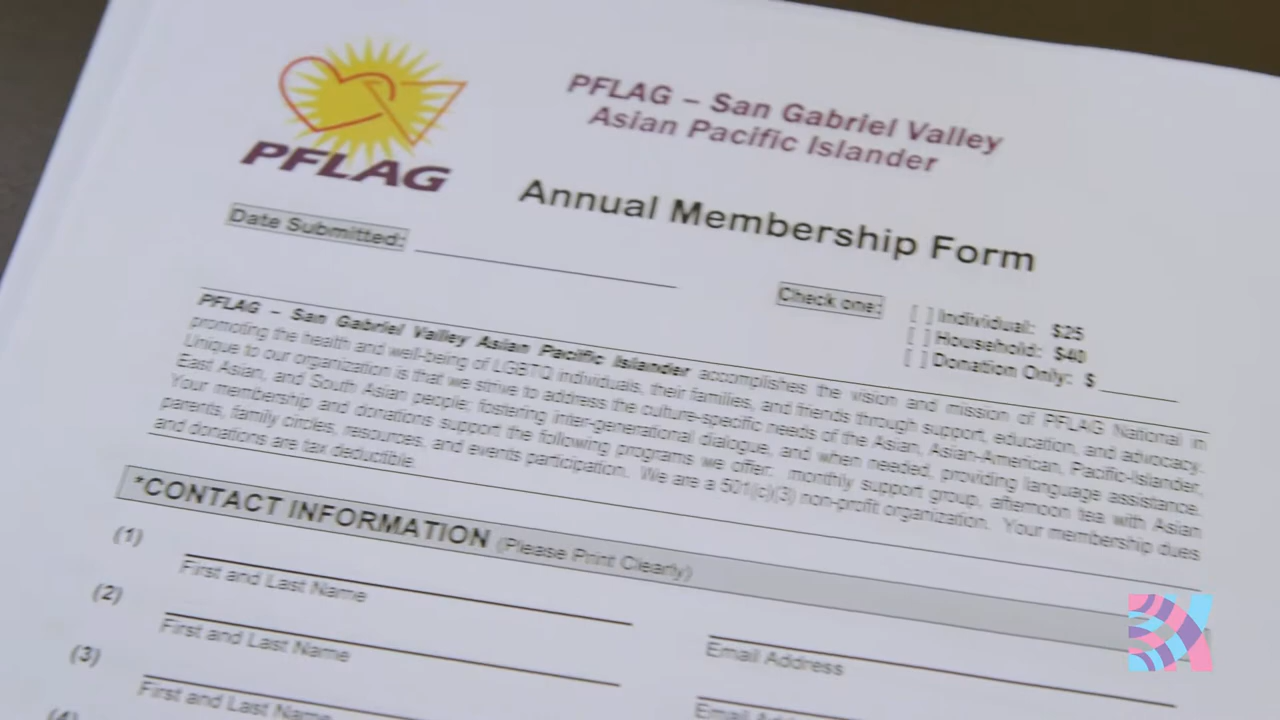 PFLAG
PFLAG – San Gabriel Valley
Asian Pacific Islander
Annual Membership Form
Date Submitted:
Check one:
[ ] Individual: $25
[ ] Household: $40
[ ] Donation Only: $
PFLAG – San Gabriel Valley Asian Pacific Islander accomplishes the vision and mission of PFLAG National in
promoting the health and well-being of LGBTQ individuals, their families, and friends through support, education, and advocacy.
Unique to our organization is that we strive to address the culture-specific needs of the Asian, Asian-American, Pacific-Islander,
East Asian, and South Asian people; fostering inter-generational dialogue, and when needed, providing language assistance.
Your membership and donations support the following programs we offer: monthly support group, afternoon tea with Asian
parents, family circles, resources, and events participation. We are a 501(c)(3) non-profit organization. Your membership dues
and donations are tax deductible.
*CONTACT INFORMATION (Please Print Clearly)
(1)
First and Last Name
Email Address
(2)
First and Last Name
Email
(3)
First and Last Name
(4)